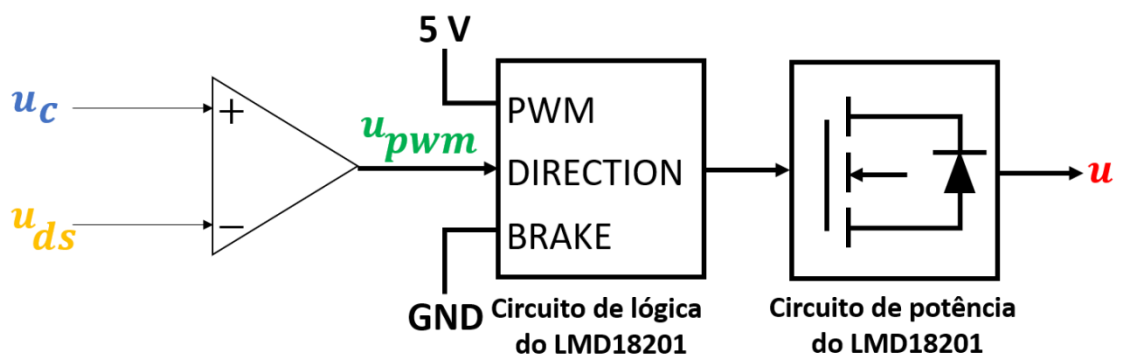 5 V
u_c
u_ds
u_pwm
PWM
DIRECTION
BRAKE
GND
Circuito de lógica
do LMD18201
Circuito de potência
do LMD18201
u